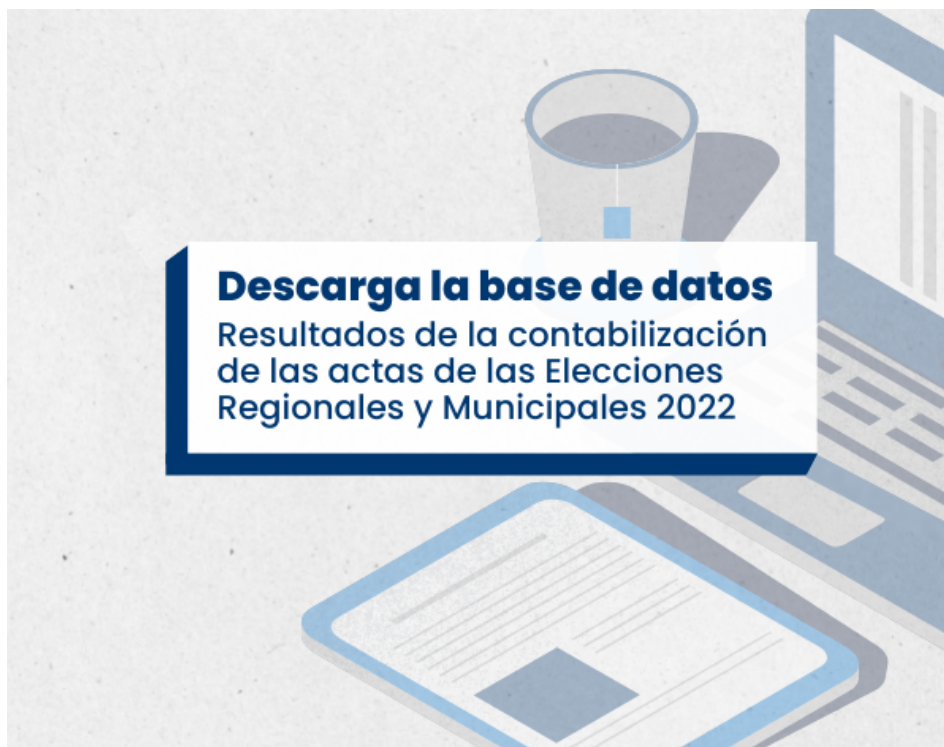 Descarga la base de datos
Resultados de la contabilización
de las actas de las Elecciones
Regionales y Municipales 2022